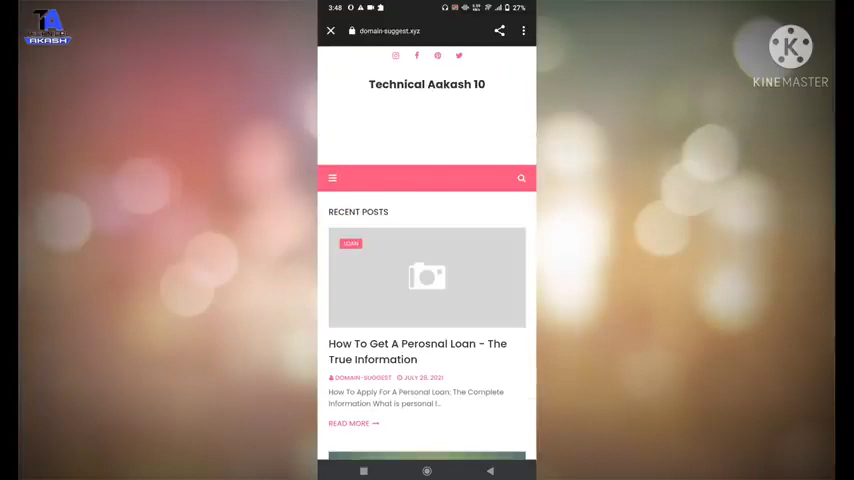 TA
TECHNICAL
AKASH
3:48
27%
domain-suggest.xyz
K
KINEMASTER
Technical Aakash 10
RECENT POSTS
LOAN
How To Get A Perosnal Loan - The
True Information
DOMAIN-SUGGEST JULY 26, 2021
How To Apply For A Personal Loan; The Complete
Information What is personal l...
READ MORE